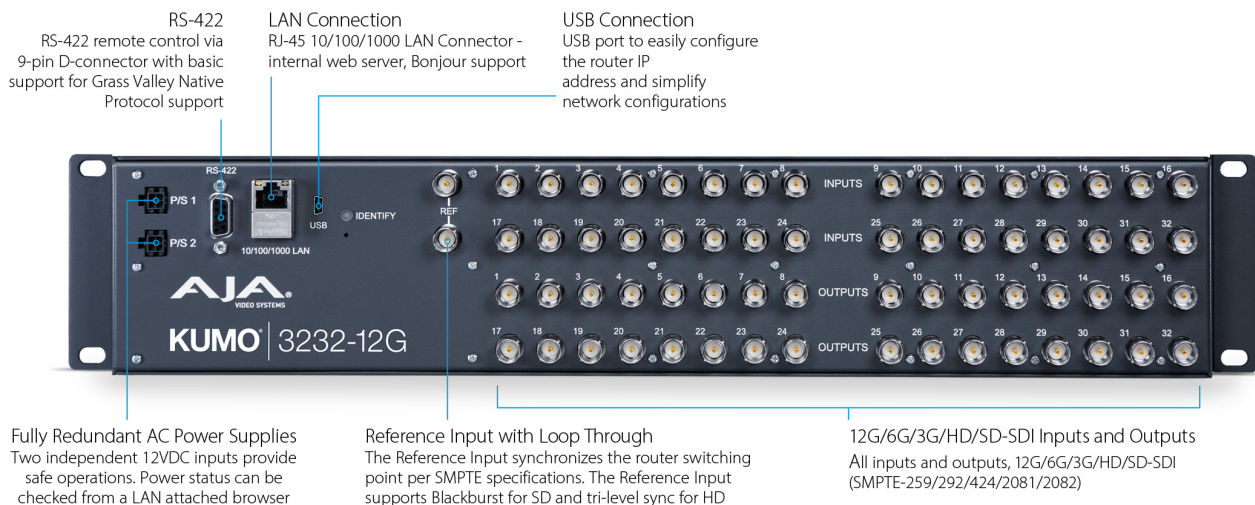 RS-422
RS-422 remote control via
9-pin D-connector with basic
support for Grass Valley Native
Protocol support
LAN Connection
RJ-45 10/100/1000 LAN Connector -
internal web server, Bonjour support
USB Connection
USB port to easily configure
the router IP
address and simplify
network configurations
RS-422
P/S 1
P/S 2
10/100/1000 LAN
USB
IDENTIFY
REF
1 2 3 4 5 6 7 8 INPUTS 9 10 11 12 13 14 15 16
17 18 19 20 21 22 23 24 INPUTS 25 26 27 28 29 30 31 32
1 2 3 4 5 6 7 8 OUTPUTS 9 10 11 12 13 14 15 16
17 18 19 20 21 22 23 24 OUTPUTS 25 26 27 28 29 30 31 32
AJA®
VIDEO SYSTEMS
KUMO® 3232-12G
Fully Redundant AC Power Supplies
Two independent 12VDC inputs provide
safe operations. Power status can be
checked from a LAN attached browser
Reference Input with Loop Through
The Reference Input synchronizes the router switching
point per SMPTE specifications. The Reference Input
supports Blackburst for SD and tri-level sync for HD
12G/6G/3G/HD/SD-SDI Inputs and Outputs
All inputs and outputs, 12G/6G/3G/HD/SD-SDI
(SMPTE-259/292/424/2081/2082)